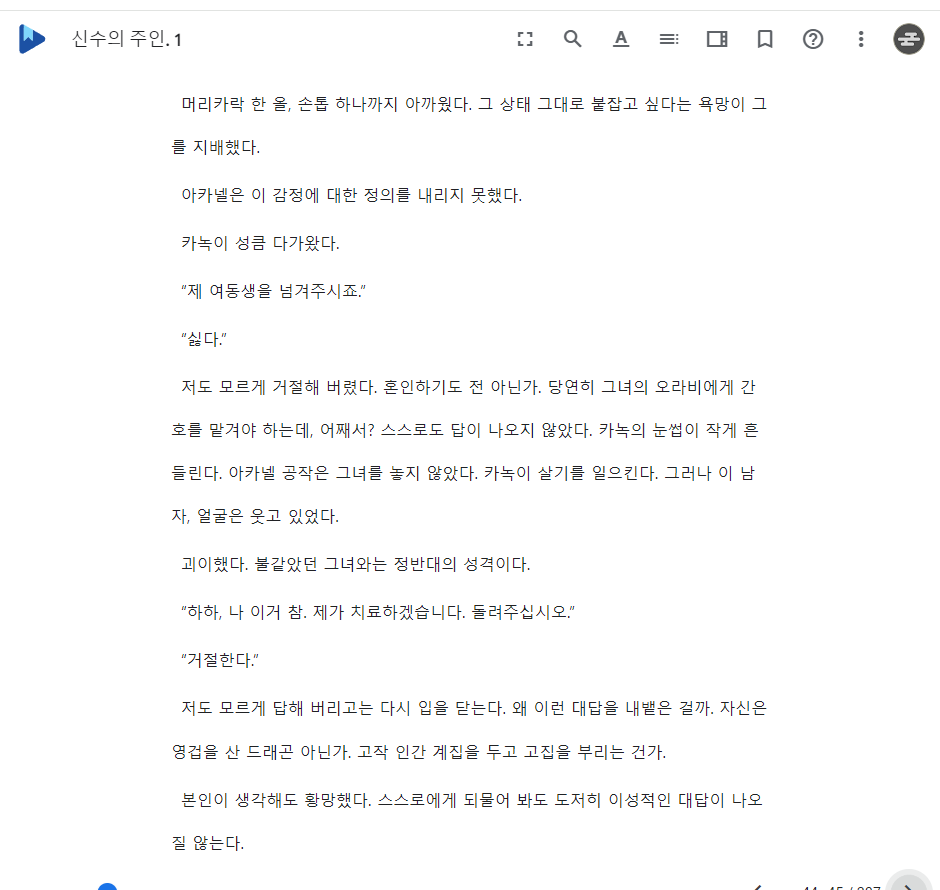 신수의 주인. 1
머리카락 한 올, 손톱 하나까지 아까웠다. 그 상태 그대로 붙잡고 싶다는 욕망이 그
를 지배했다.
아카넬은 이 감정에 대한 정의를 내리지 못했다.
카녹이 성큼 다가왔다.
"제 여동생을 넘겨주시죠."
"싫다."
저도 모르게 거절해 버렸다. 혼인하기도 전 아닌가. 당연히 그녀의 오라비에게 간
호를 맡겨야 하는데, 어째서? 스스로도 답이 나오지 않았다. 카녹의 눈썹이 작게 흔
들린다. 아카넬 공작은 그녀를 놓지 않았다. 카녹이 살기를 일으킨다. 그러나 이 남
자, 얼굴은 웃고 있었다.
괴이했다. 불같았던 그녀와는 정반대의 성격이다.
"하하, 나 이거 참. 제가 치료하겠습니다. 돌려주십시오."
"거절한다."
저도 모르게 답해 버리고는 다시 입을 닫는다. 왜 이런 대답을 내뱉은 걸까. 자신은
영겁을 산 드래곤 아닌가. 고작 인간 계집을 두고 고집을 부리는 건가.
본인이 생각해도 황망했다. 스스로에게 되물어 봐도 도저히 이성적인 대답이 나오
질 않는다.